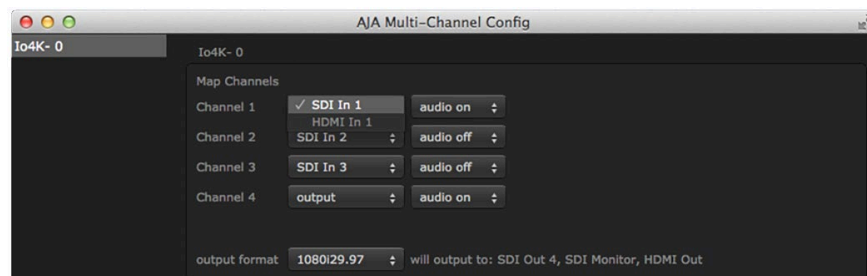 AJA Multi-Channel Config
Io4K- 0
Io4K- 0
Map Channels
Channel 1 ✓ SDI In 1 audio on
HDMI In 1
Channel 2 SDI In 2 audio off
Channel 3 SDI In 3 audio off
Channel 4 output audio on
output format 1080i29.97 will output to: SDI Out 4, SDI Monitor, HDMI Out